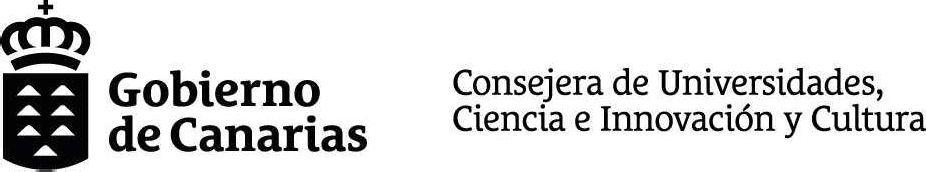 Gobierno
de Canarias
Consejera de Universidades,
Ciencia e Innovación y Cultura